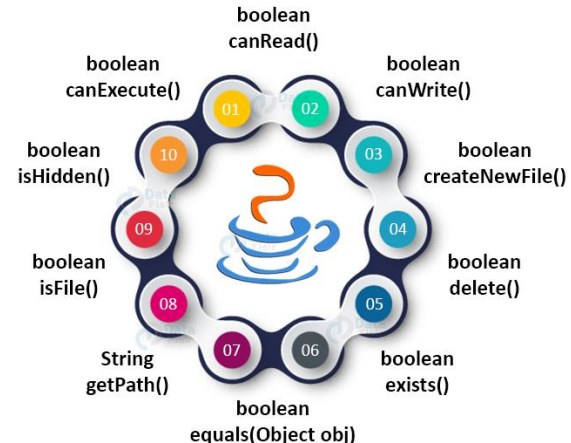 boolean
canRead()
boolean
canExecute()
boolean
canWrite()
01
02
10
03
boolean
isHidden()
boolean
createNewFile()
Data
09
04
boolean
isFile()
boolean
delete()
08
05
07
06
String
getPath()
boolean
exists()
boolean
equals(Object obj)